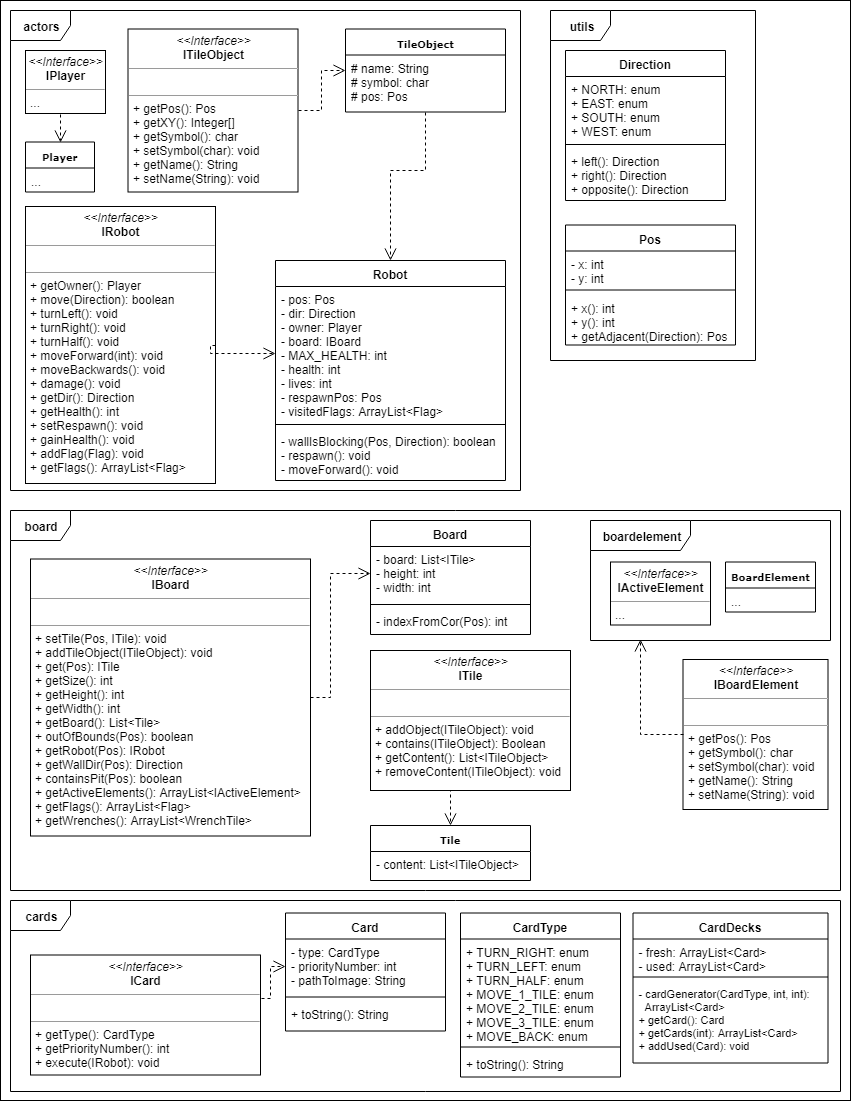 actors
<<Interface>>
IPlayer
...
Player
...
<<Interface>>
ITileObject
+ getPos(): Pos
+ getXY(): Integer[]
+ getSymbol(): char
+ setSymbol(char): void
+ getName(): String
+ setName(String): void
TileObject
# name: String
# symbol: char
# pos: Pos
<<Interface>>
IRobot
+ getOwner(): Player
+ move(Direction): boolean
+ turnLeft(): void
+ turnRight(): void
+ turnHalf(): void
+ moveForward(int): void
+ moveBackwards(): void
+ damage(): void
+ getDir(): Direction
+ getHealth(): int
+ setRespawn(): void
+ gainHealth(): void
+ addFlag(Flag): void
+ getFlags(): ArrayList<Flag>
Robot
- pos: Pos
- dir: Direction
- owner: Player
- board: IBoard
- MAX_HEALTH: int
- health: int
- lives: int
- respawnPos: Pos
- visitedFlags: ArrayList<Flag>
- wallIsBlocking(Pos, Direction): boolean
- respawn(): void
- moveForward(): void
utils
Direction
+ NORTH: enum
+ EAST: enum
+ SOUTH: enum
+ WEST: enum
+ left(): Direction
+ right(): Direction
+ opposite(): Direction
Pos
- x: int
- y: int
+ x(): int
+ y(): int
+ getAdjacent(Direction): Pos
board
<<Interface>>
IBoard
+ setTile(Pos, ITile): void
+ addTileObject(ITileObject): void
+ get(Pos): ITile
+ getSize(): int
+ getHeight(): int
+ getWidth(): int
+ getBoard(): List<Tile>
+ outOfBounds(Pos): boolean
+ getRobot(Pos): IRobot
+ getWallDir(Pos): Direction
+ containsPit(Pos): boolean
+ getActiveElements(): ArrayList<IActiveElement>
+ getFlags(): ArrayList<Flag>
+ getWrenches(): ArrayList<WrenchTile>
Board
- board: List<ITile>
- height: int
- width: int
- indexFromCor(Pos): int
<<Interface>>
ITile
+ addObject(ITileObject): void
+ contains(ITileObject): Boolean
+ getContent(): List<ITileObject>
+ removeContent(ITileObject): void
Tile
- content: List<ITileObject>
boardelement
<<Interface>>
IActiveElement
...
BoardElement
...
<<Interface>>
IBoardElement
+ getPos(): Pos
+ getSymbol(): char
+ setSymbol(char): void
+ getName(): String
+ setName(String): void
cards
<<Interface>>
ICard
+ getType(): CardType
+ getPriorityNumber(): int
+ execute(IRobot): void
Card
- type: CardType
- priorityNumber: int
- pathToImage: String
+ toString(): String
CardType
+ TURN_RIGHT: enum
+ TURN_LEFT: enum
+ TURN_HALF: enum
+ MOVE_1_TILE: enum
+ MOVE_2_TILE: enum
+ MOVE_3_TILE: enum
+ MOVE_BACK: enum
+ toString(): String
CardDecks
- fresh: ArrayList<Card>
- used: ArrayList<Card>
- cardGenerator(CardType, int, int):
ArrayList<Card>
+ getCard(): Card
+ getCards(int): ArrayList<Card>
+ addUsed(Card): void